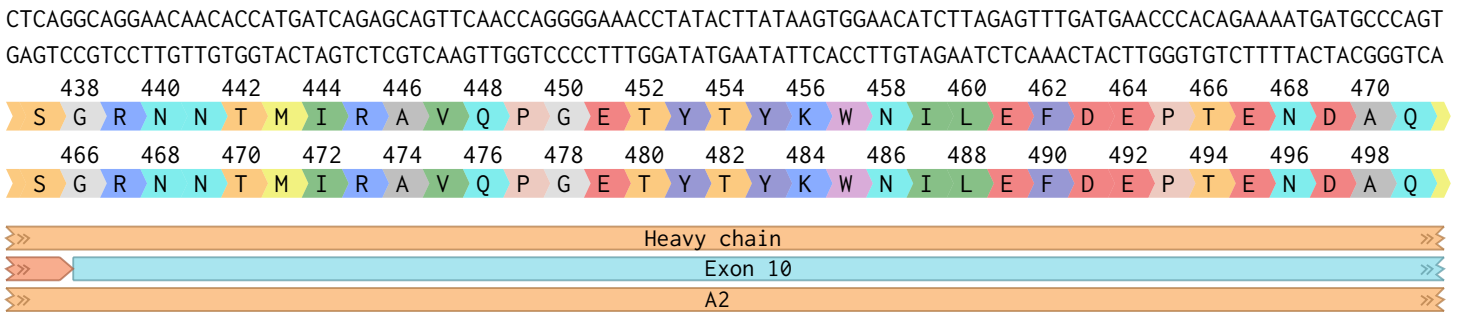 CTCAGGCAGGAACAACACCATGATCAGAGCAGTTCAACCAGGGGAAACCTATACTTATAAGTGGAACATCTTAGAGTTTGATGAACCCACAGAAAATGATGCCCAGT
GAGTCCGTCCTTGTTGTGGTACTAGTCTCGTCAAGTTGGTCCCCTTTGGATATGAATATTCACCTTGTAGAATCTCAAACTACTTGGGTGTCTTTTACTACGGGTCA
438 440 442 444 446 448 450 452 454 456 458 460 462 464 466 468 470
S G R N N T M I R A V Q P G E T Y T Y K W N I L E F D E P T E N D A Q
466 468 470 472 474 476 478 480 482 484 486 488 490 492 494 496 498
S G R N N T M I R A V Q P G E T Y T Y K W N I L E F D E P T E N D A Q
Heavy chain
Exon 10
A2